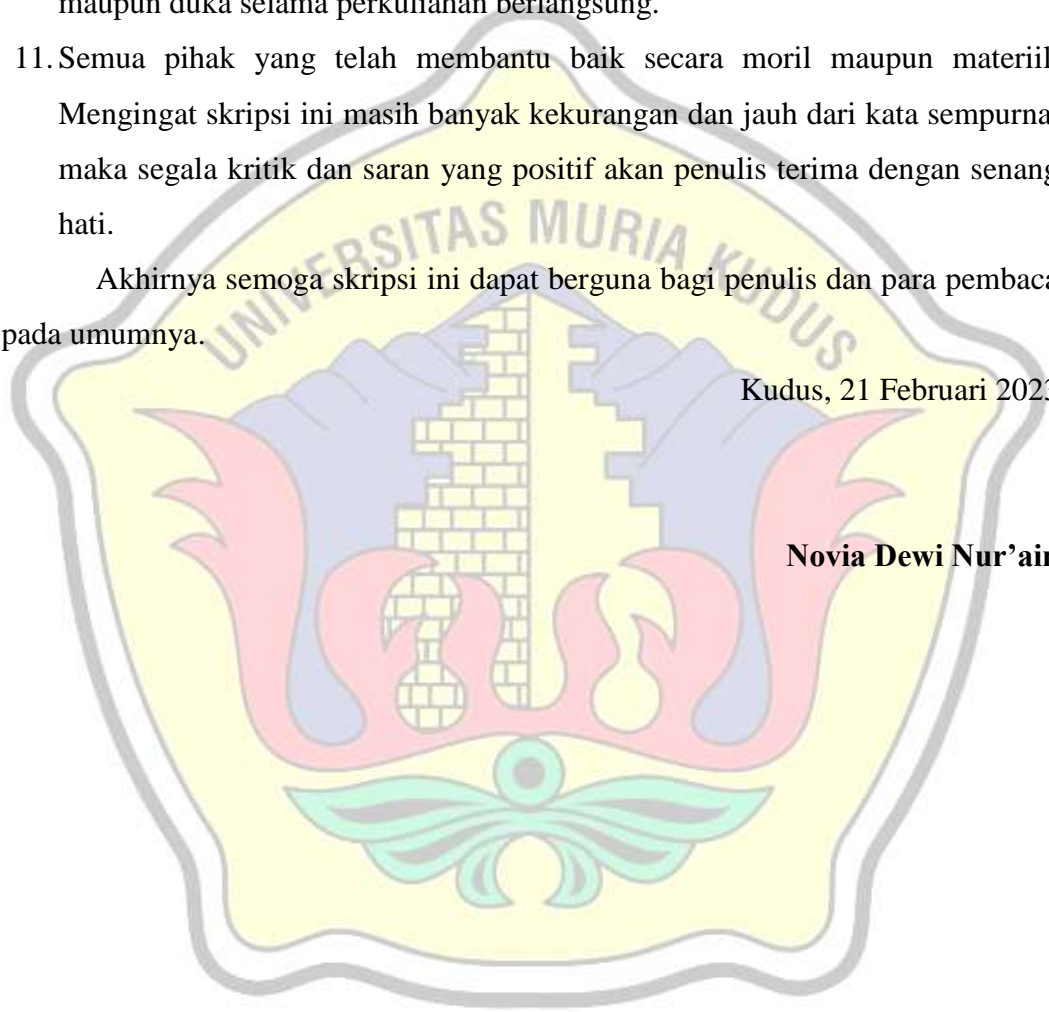 maupun duka selama perkuliahan berlangsung.
11. Semua pihak yang telah membantu baik secara moril maupun materiil
Mengingat skripsi ini masih banyak kekurangan dan jauh dari kata sempurna
maka segala kritik dan saran yang positif akan penulis terima dengan senang
hati.
UNIVERSITAS MURIA KUDUS
Akhirnya semoga skripsi ini dapat berguna bagi penulis dan para pembaca
pada umumnya.
Kudus, 21 Februari 2023
Novia Dewi